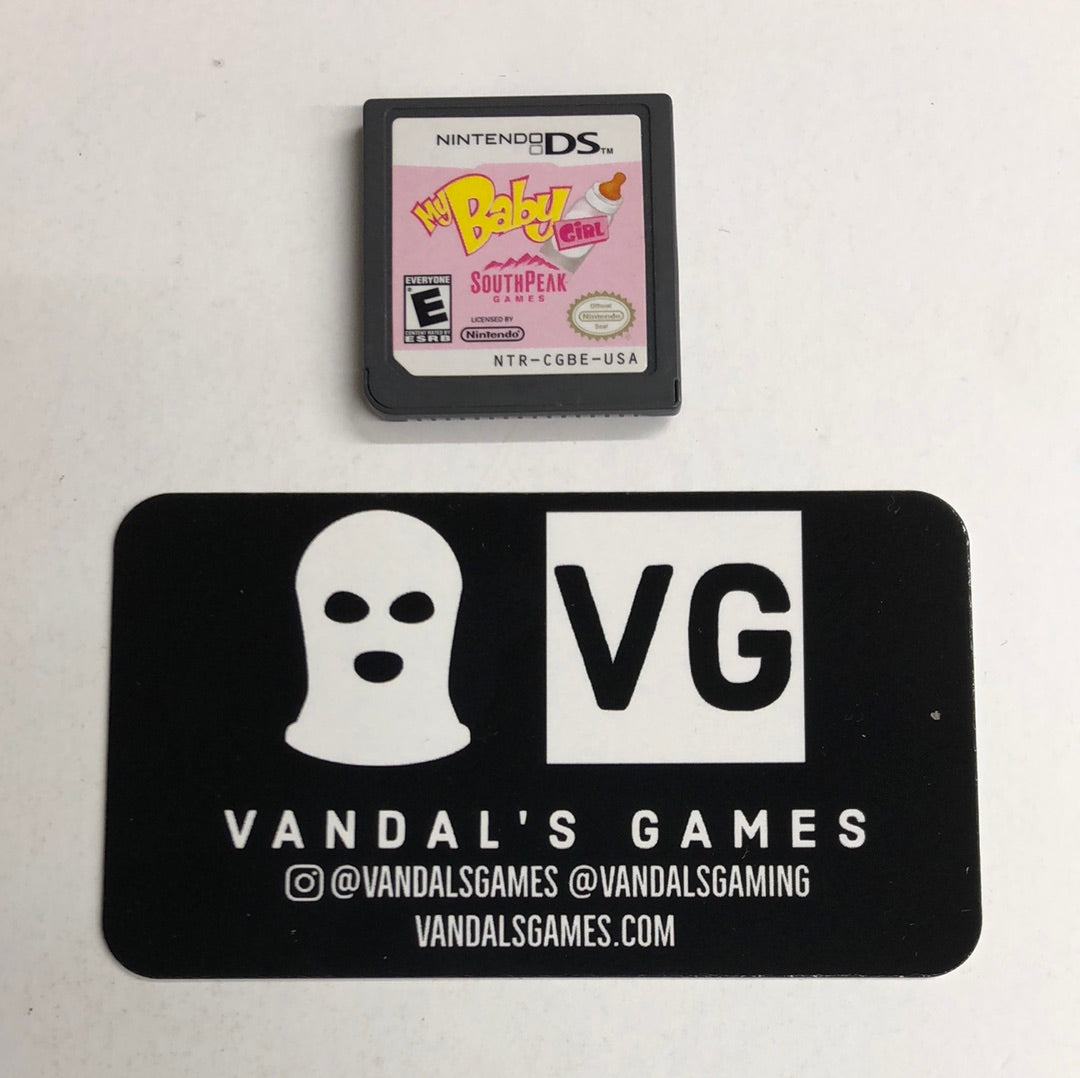 NINTENDO DS™
My Baby
GiRL
SOUTHPEAK
GAMES
EVERYONE
E
CONTENT RATED BY
ESRB
LICENSED BY
Nintendo®
Official
Nintendo
Seal
NTR-CGBE-USA
VG
VANDAL'S GAMES
@VANDALSGAMES @VANDALSGAMING
VANDALSGAMES.COM